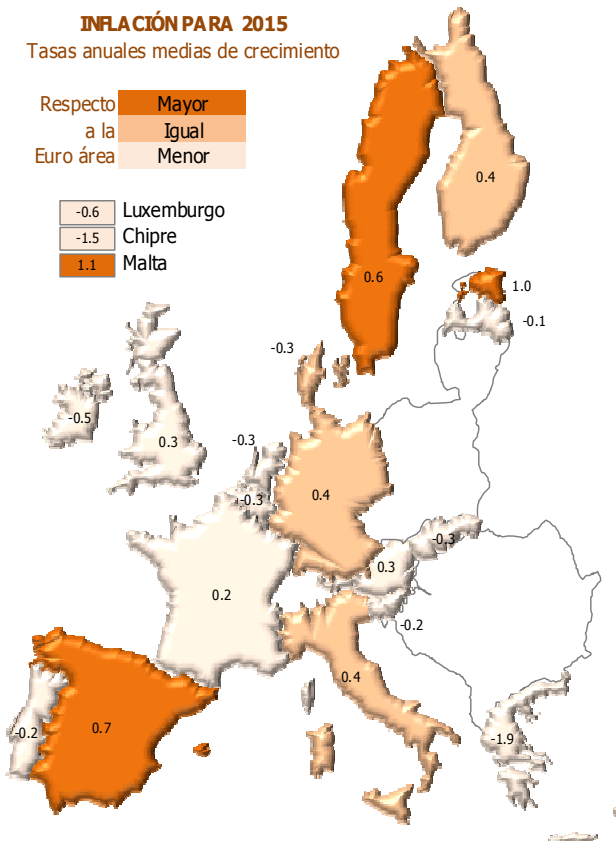 INFLACIÓN PARA 2015
Tasas anuales medias de crecimiento
Respecto a la Euro área
Mayor
Igual
Menor
-0.6 Luxemburgo
-1.5 Chipre
1.1 Malta
0.4
0.6
1.0
-0.1
-0.3
-0.5
0.3
-0.3
-0.3
0.4
-0.3
0.3
0.2
-0.2
0.4
-0.2
0.7
-1.9